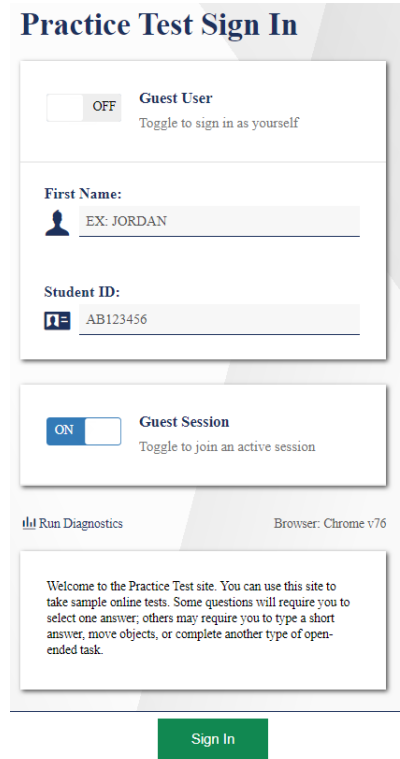 Practice Test Sign In
OFF
Guest User
Toggle to sign in as yourself
First Name:
EX: JORDAN
Student ID:
AB123456
ON
Guest Session
Toggle to join an active session
Run Diagnostics
Browser: Chrome v76
Welcome to the Practice Test site. You can use this site to
take sample online tests. Some questions will require you to
select one answer; others may require you to type a short
answer, move objects, or complete another type of open-
ended task.
Sign In